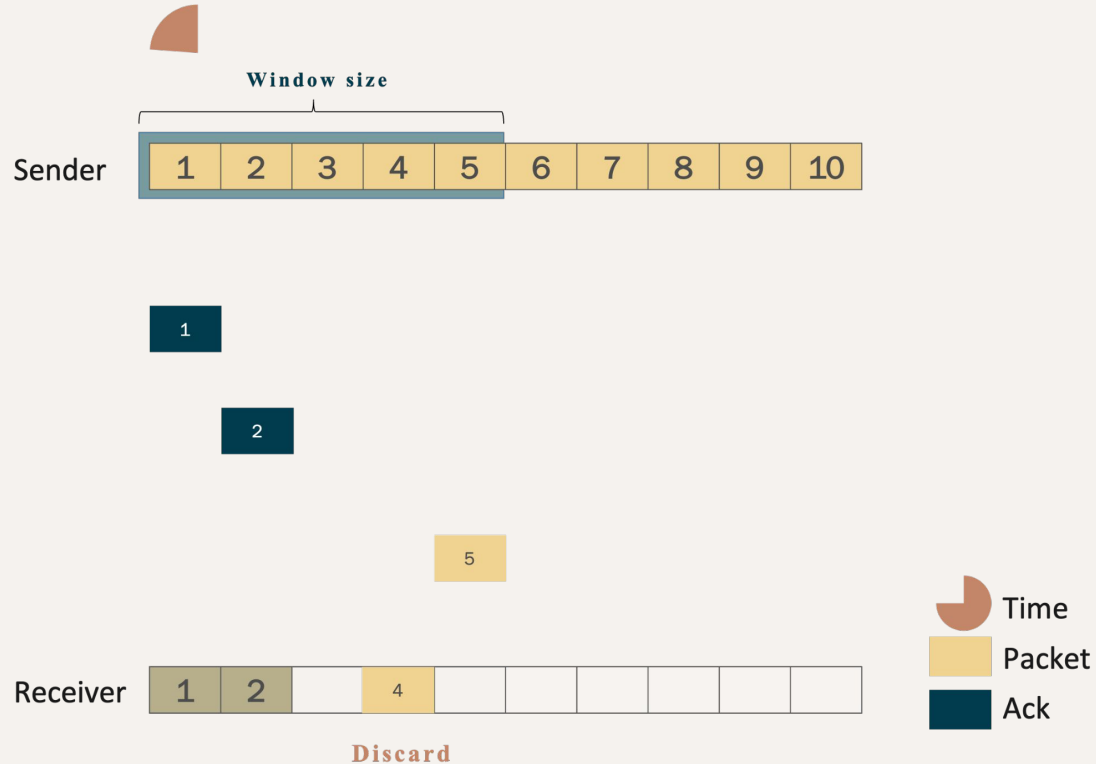 Window size
Sender 1 2 3 4 5 6 7 8 9 10
1
2
5
Time
Packet
Receiver 1 2 4
Ack
Discard